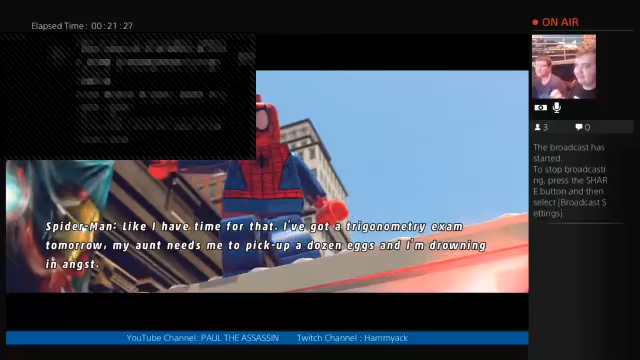 Elapsed Time : 00 : 21 : 27
ON AIR
3
0
The broadcast has
started.
To stop broadcasti
ng, press the SHAR
E button and then
select [Broadcast S
ettings].
Spider-Man: Like I have time for that. I've got a trigonometry exam
tomorrow, my aunt needs me to pick-up a dozen eggs and I'm drowning
in angst.
YouTube Channel: PAUL THE ASSASSIN Twitch Channel : Hammyack